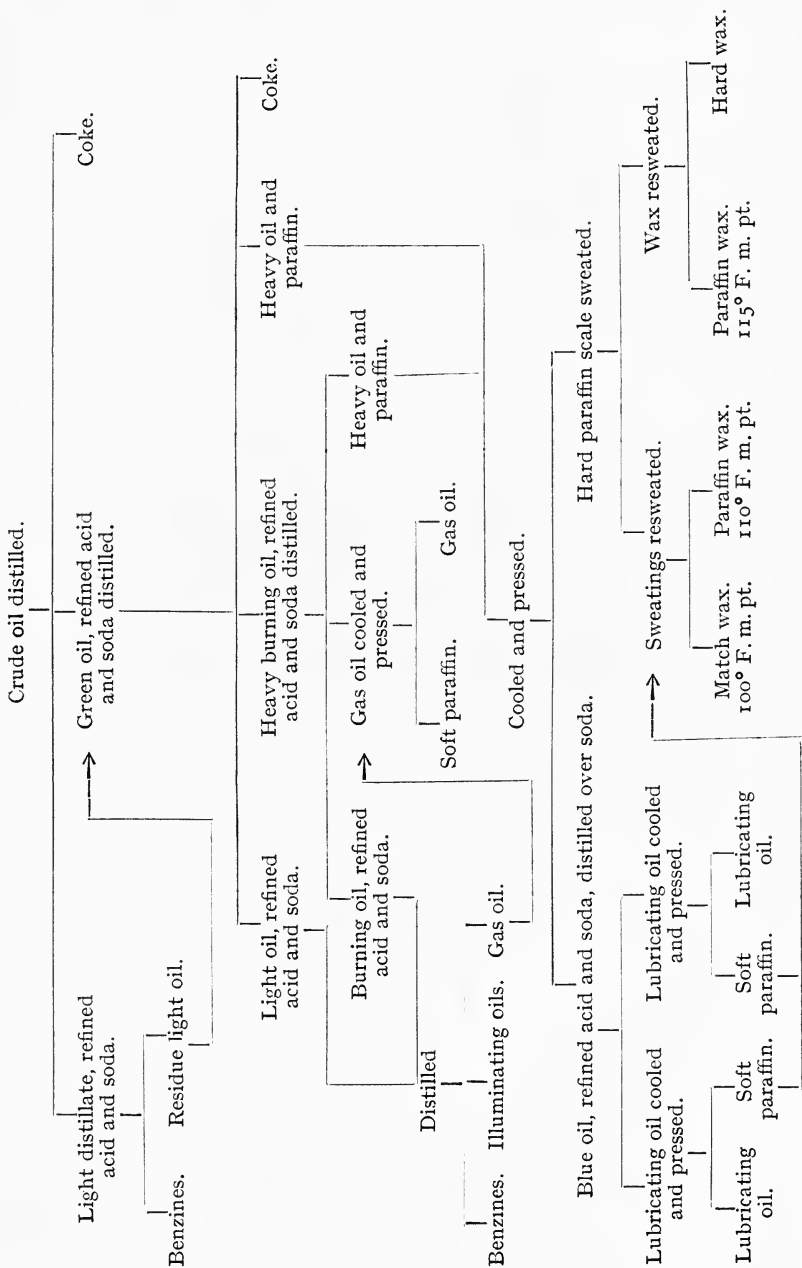 Crude oil distilled.
Light distillate, refined
acid and soda.
Green oil, refined acid
and soda distilled.
Coke.
Benzines.
Residue light oil.
Light oil, refined
acid and soda.
Heavy burning oil, refined
acid and soda distilled.
Heavy oil and
paraffin.
Coke.
Burning oil, refined
acid and soda.
Gas oil cooled and
pressed.
Heavy oil and
paraffin.
Distilled
Soft paraffin.
Gas oil.
Benzines.
Illuminating oils.
Gas oil.
Cooled and pressed.
Blue oil, refined acid and soda, distilled over soda.
Hard paraffin scale sweated.
Lubricating oil cooled
and pressed.
Lubricating oil cooled
and pressed.
Sweatings resweated.
Wax resweated.
Lubricating
oil.
Soft
paraffin.
Soft
paraffin.
Lubricating
oil.
Match wax.
100° F. m. pt.
Paraffin wax.
110° F. m. pt.
Paraffin wax.
115° F. m. pt.
Hard wax.